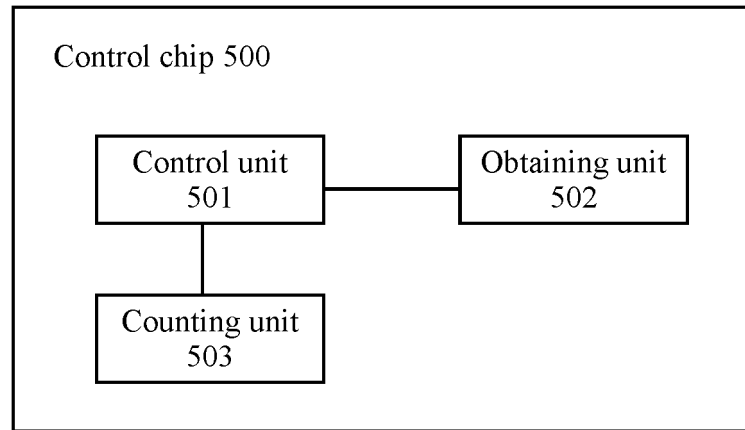 Control chip 500
Control unit
501
Obtaining unit
502
Counting unit
503